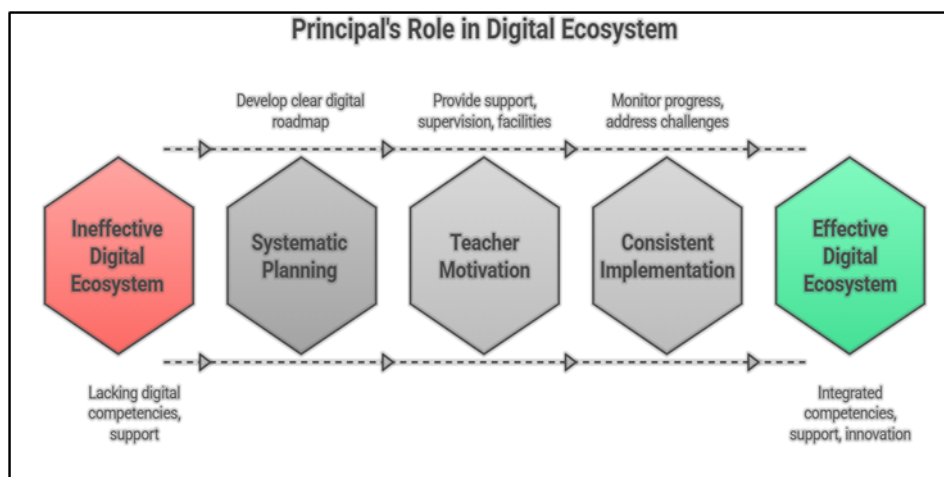 Principal's Role in Digital Ecosystem
Develop clear digital
roadmap
Provide support,
supervision, facilities
Monitor progress,
address challenges
Ineffective
Digital
Ecosystem
Systematic
Planning
Teacher
Motivation
Consistent
Implementation
Effective
Digital
Ecosystem
Lacking digital
competencies,
support
Integrated
competencies,
support, innovation